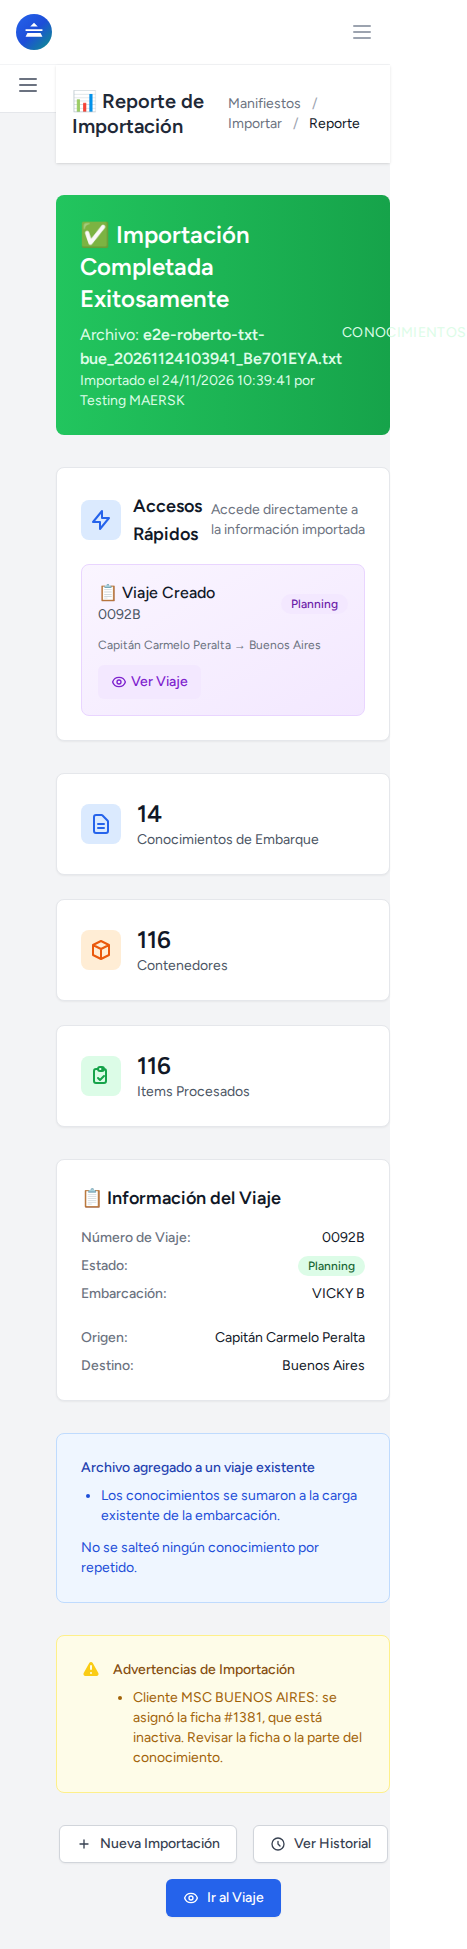 📊 Reporte de
Importación
Manifiestos /
Importar / Reporte
✅ Importación
Completada
Exitosamente
Archivo: e2e-roberto-txt-
bue_20261124103941_Be701EYA.txt
Importado el 24/11/2026 10:39:41 por
Testing MAERSK
CONOCIMIENTOS
Accesos
Rápidos
Accede directamente a
la información importada
📋 Viaje Creado
0092B
Planning
Capitán Carmelo Peralta → Buenos Aires
Ver Viaje
14
Conocimientos de Embarque
116
Contenedores
116
Items Procesados
📋 Información del Viaje
Número de Viaje: 0092B
Estado: Planning
Embarcación: VICKY B
Origen: Capitán Carmelo Peralta
Destino: Buenos Aires
Archivo agregado a un viaje existente
• Los conocimientos se sumaron a la carga
existente de la embarcación.
No se salteó ningún conocimiento por
repetido.
Advertencias de Importación
• Cliente MSC BUENOS AIRES: se
asignó la ficha #1381, que está
inactiva. Revisar la ficha o la parte del
conocimiento.
Nueva Importación
Ver Historial
Ir al Viaje